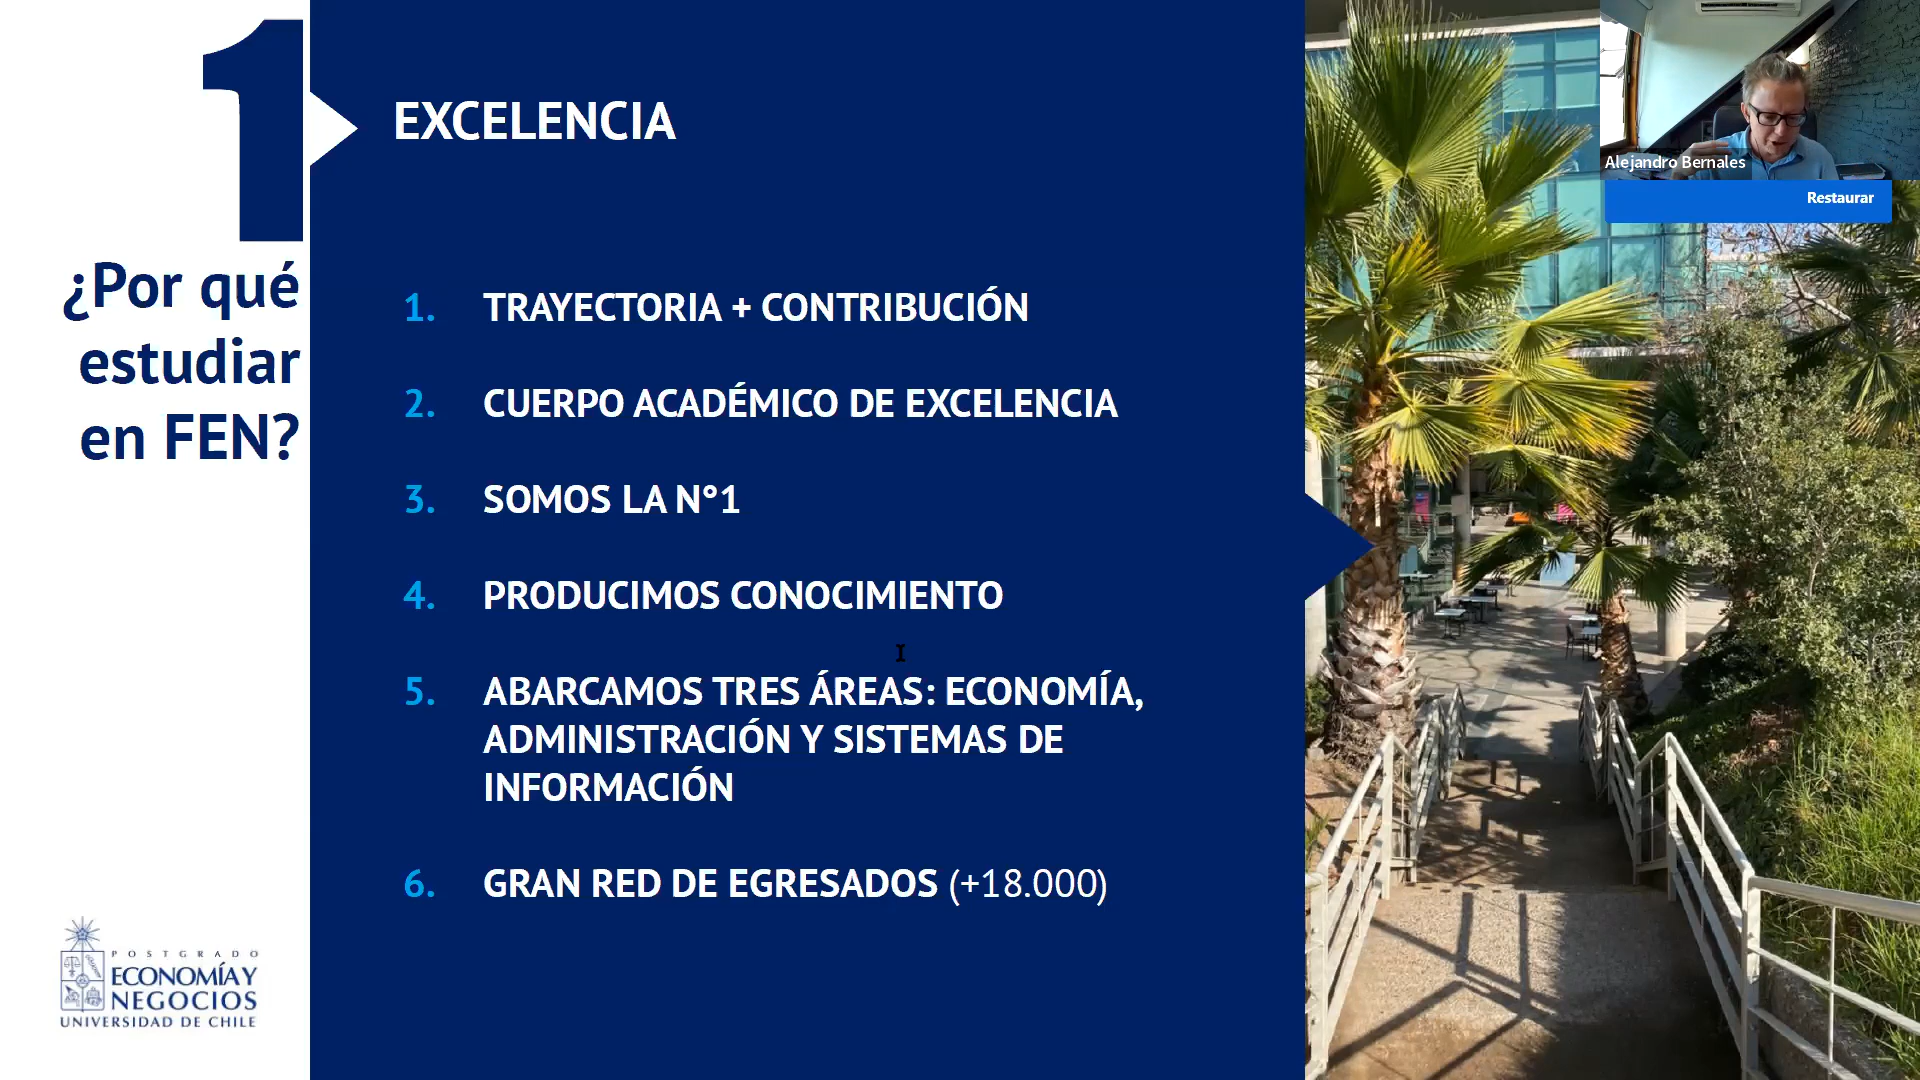 1
¿Por qué
estudiar
en FEN?
EXCELENCIA
1. TRAYECTORIA + CONTRIBUCIÓN
2. CUERPO ACADÉMICO DE EXCELENCIA
3. SOMOS LA N°1
4. PRODUCIMOS CONOCIMIENTO
5. ABARCAMOS TRES ÁREAS: ECONOMÍA,
ADMINISTRACIÓN Y SISTEMAS DE
INFORMACIÓN
6. GRAN RED DE EGRESADOS (+18.000)
POSTGRADO
ECONOMÍA Y
NEGOCIOS
UNIVERSIDAD DE CHILE
Alejandro Bernales
Restaurar